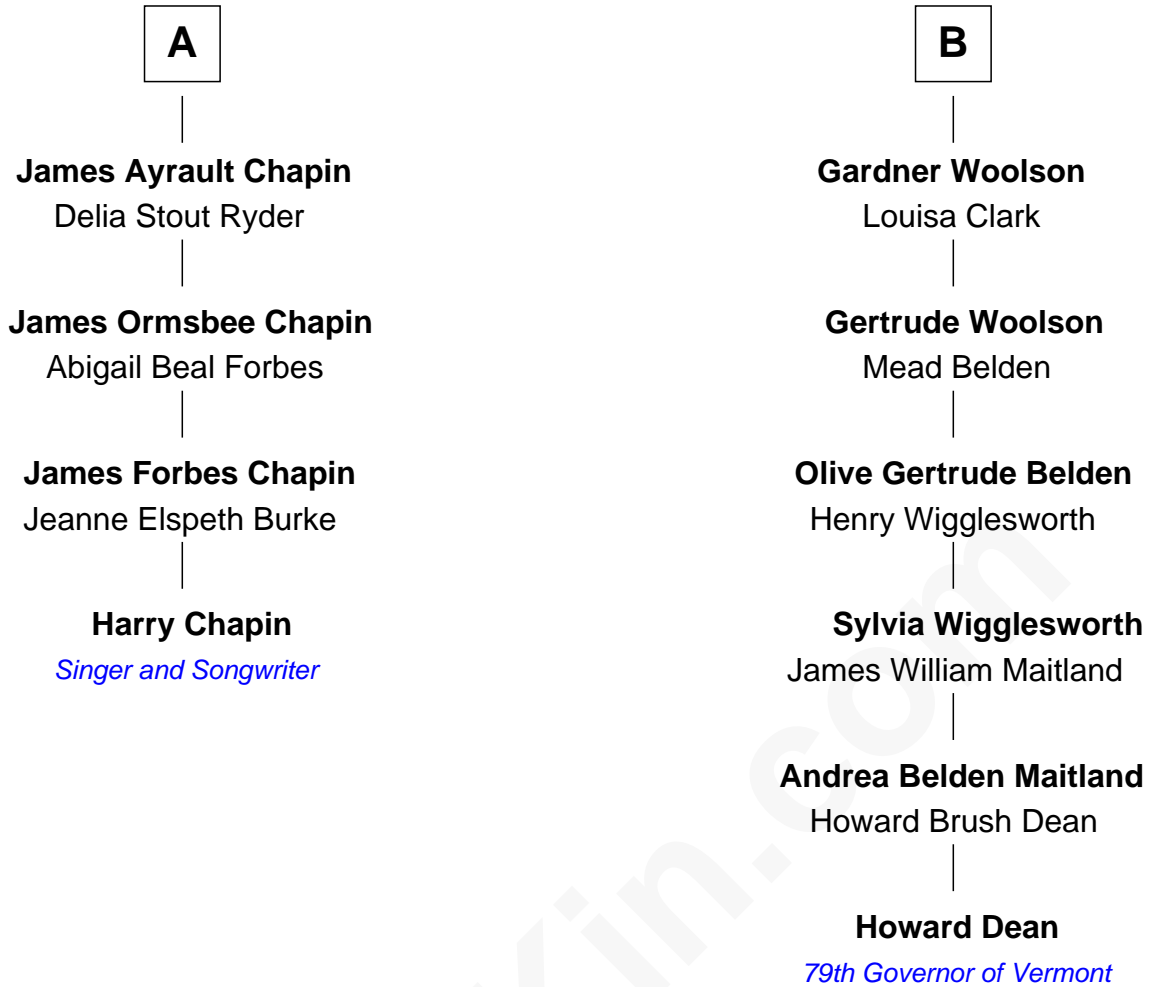 A
James Ayrault Chapin
Delia Stout Ryder
James Ormsbee Chapin
Abigail Beal Forbes
James Forbes Chapin
Jeanne Elspeth Burke
Harry Chapin
Singer and Songwriter
B
Gardner Woolson
Louisa Clark
Gertrude Woolson
Mead Belden
Olive Gertrude Belden
Henry Wigglesworth
Sylvia Wigglesworth
James William Maitland
Andrea Belden Maitland
Howard Brush Dean
Howard Dean
79th Governor of Vermont
Kin.com